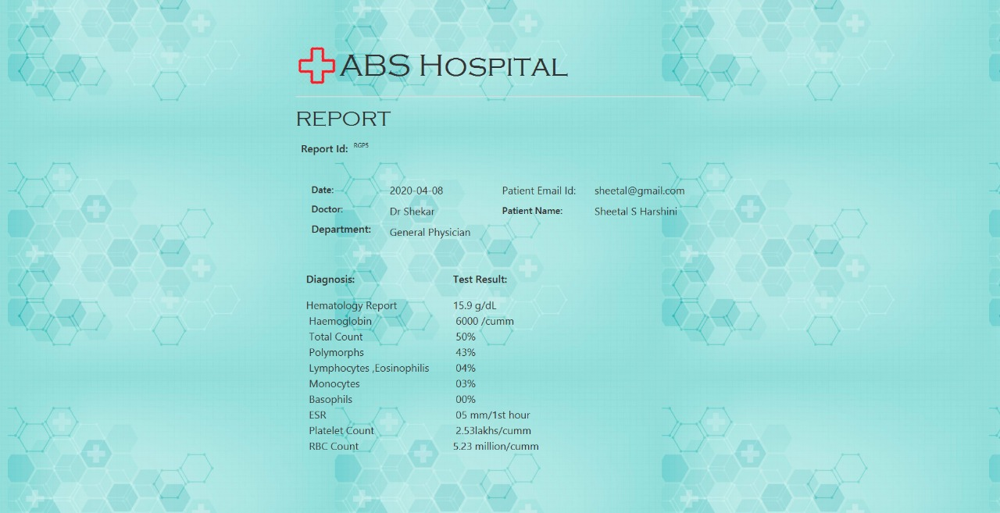 ABS HOSPITAL
REPORT
Report Id: RGP5
Date: 2020-04-08 Patient Email Id: sheetal@gmail.com
Doctor: Dr Shekar Patient Name: Sheetal S Harshini
Department: General Physician
Diagnosis: Test Result:
Hematology Report 15.9 g/dL
Haemoglobin 6000 /cumm
Total Count 50%
Polymorphs 43%
Lymphocytes ,Eosinophilis 04%
Monocytes 03%
Basophils 00%
ESR 05 mm/1st hour
Platelet Count 2.53lakhs/cumm
RBC Count 5.23 million/cumm